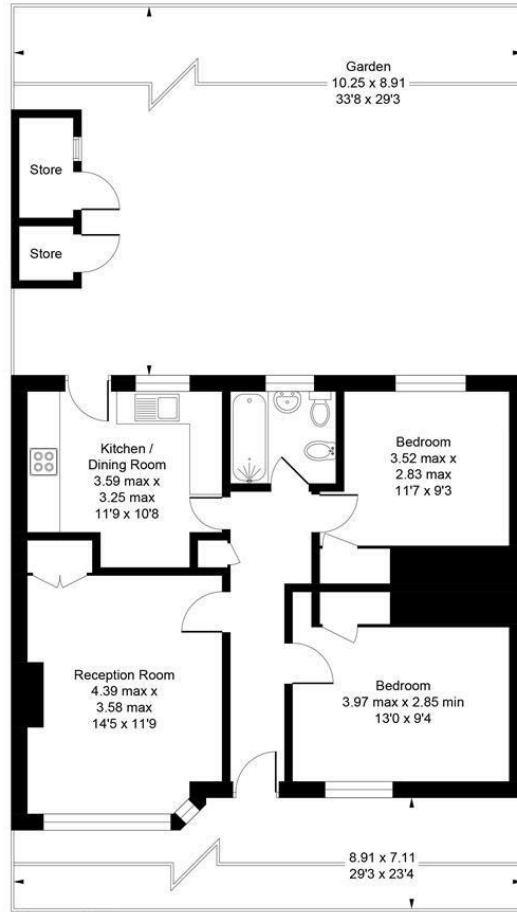 Garden
10.25 x 8.91
33'8 x 29'3
Store
Store
Kitchen /
Dining Room
3.59 max x
3.25 max
11'9 x 10'8
Bedroom
3.52 max x
2.83 max
11'7 x 9'3
Reception Room
4.39 max x
3.58 max
14'5 x 11'9
Bedroom
3.97 max x 2.85 min
13'0 x 9'4
8.91 x 7.11
29'3 x 23'4